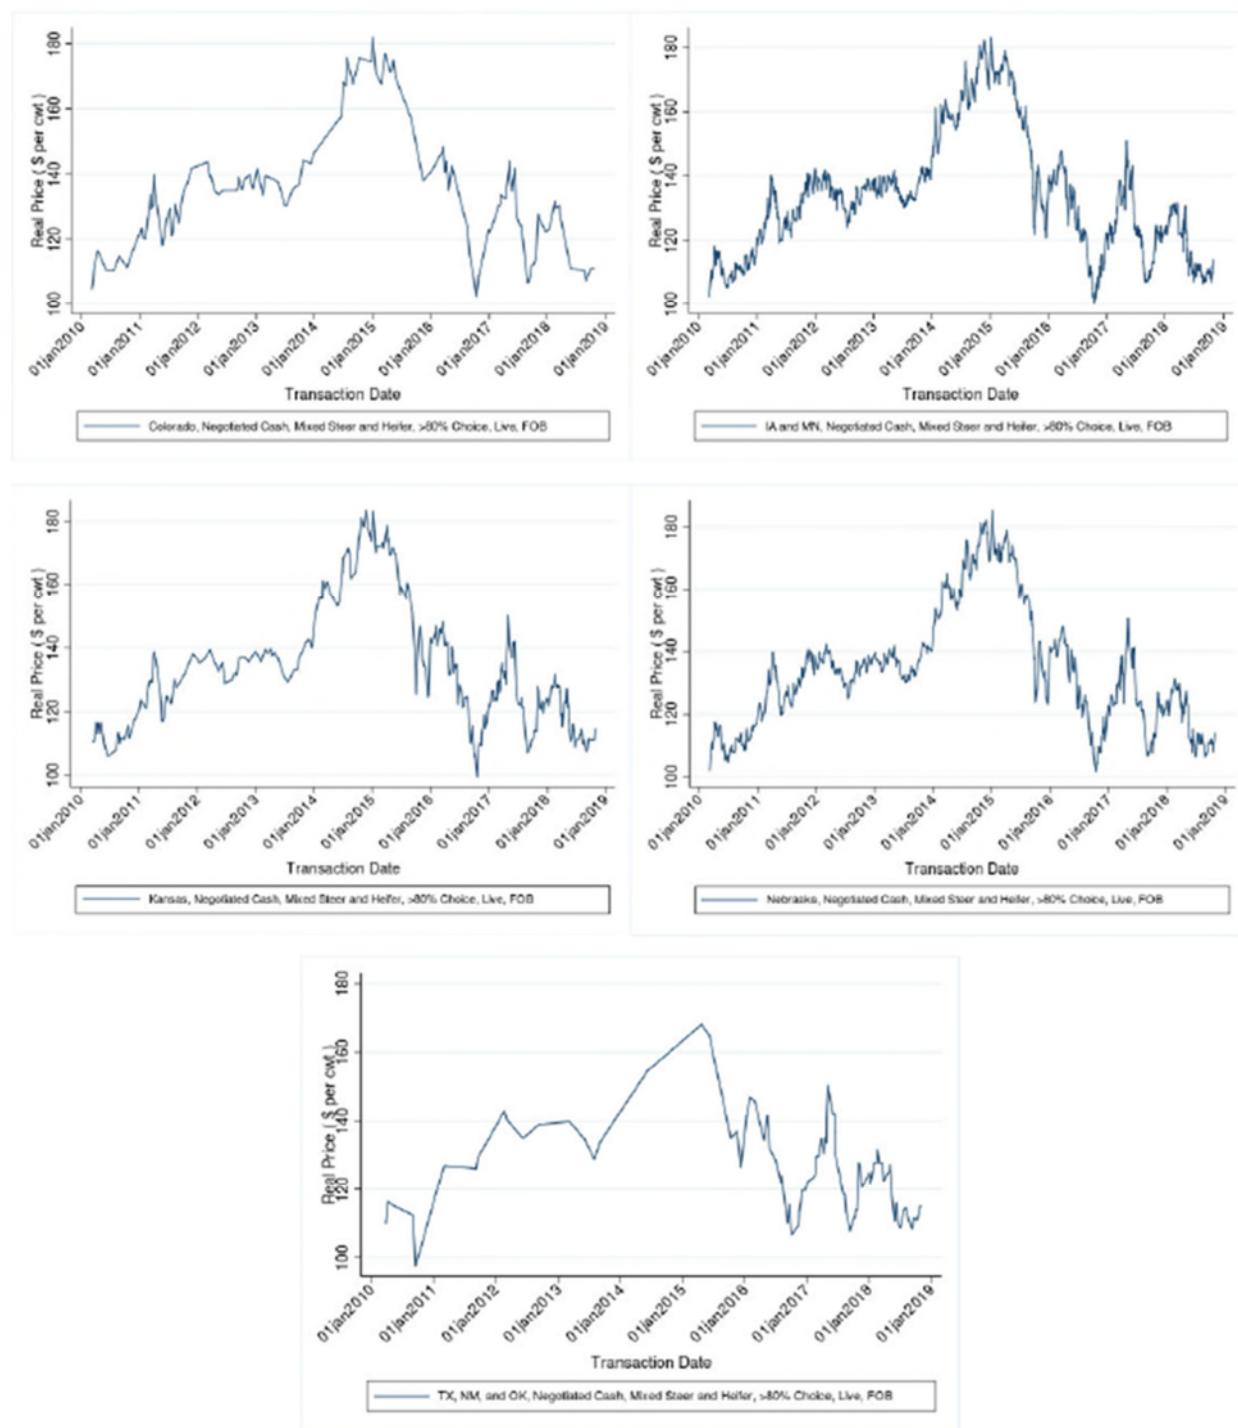 Real Price ( $ per cwt )
180
160
140
120
100
01jan2010
01jan2011
01jan2012
01jan2013
01jan2014
01jan2015
01jan2016
01jan2017
01jan2018
01jan2019
Transaction Date
Colorado, Negotiated Cash, Mixed Steer and Heifer, >80% Choice, Live, FOB
Real Price ( $ per cwt )
180
160
140
120
100
01jan2010
01jan2011
01jan2012
01jan2013
01jan2014
01jan2015
01jan2016
01jan2017
01jan2018
01jan2019
Transaction Date
IA and MN, Negotiated Cash, Mixed Steer and Heifer, >80% Choice, Live, FOB
Real Price ( $ per cwt )
180
160
140
120
100
01jan2010
01jan2011
01jan2012
01jan2013
01jan2014
01jan2015
01jan2016
01jan2017
01jan2018
01jan2019
Transaction Date
Kansas, Negotiated Cash, Mixed Steer and Heifer, >80% Choice, Live, FOB
Real Price ( $ per cwt )
180
160
140
120
100
01jan2010
01jan2011
01jan2012
01jan2013
01jan2014
01jan2015
01jan2016
01jan2017
01jan2018
01jan2019
Transaction Date
Nebraska, Negotiated Cash, Mixed Steer and Heifer, >80% Choice, Live, FOB
Real Price ( $ per cwt )
180
160
140
120
100
01jan2010
01jan2011
01jan2012
01jan2013
01jan2014
01jan2015
01jan2016
01jan2017
01jan2018
01jan2019
Transaction Date
TX, NM, and OK, Negotiated Cash, Mixed Steer and Heifer, >80% Choice, Live, FOB